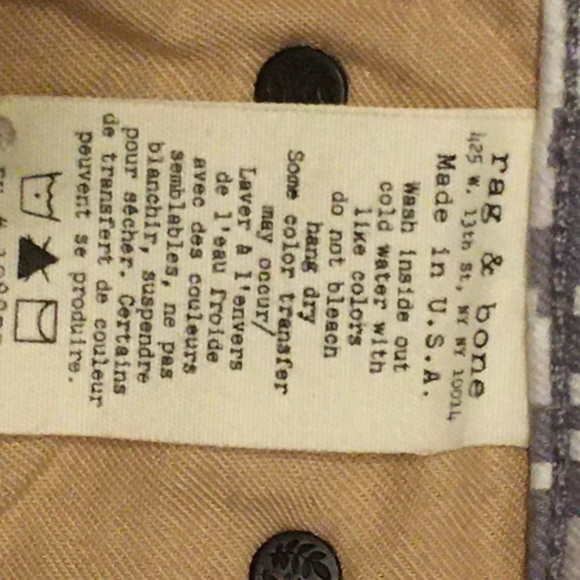 rag & bone
425 W. 13th St, NY NY 10014
Made in U.S.A.
Wash inside out
cold water with
like colors
do not bleach
hang dry
Some color transfer
may occur/
Laver à l'envers
de l'eau froide
avec des couleurs
semblables, ne pas
blanchir, suspendre
pour sécher. Certains
de transfert de couleur
peuvent se produire.